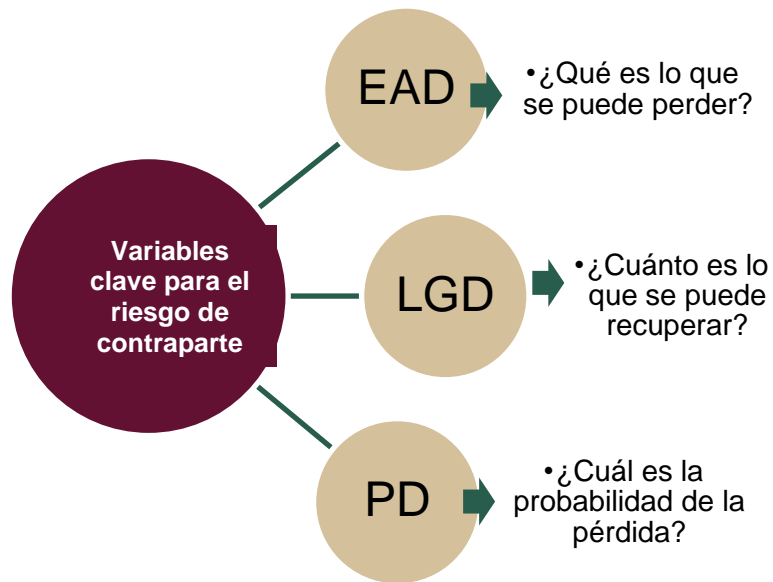 Variables
clave para el
riesgo de
contraparte
EAD
•¿Qué es lo que
se puede perder?
LGD
•¿Cuánto es lo
que se puede
recuperar?
PD
•¿Cuál es la
probabilidad de la
pérdida?